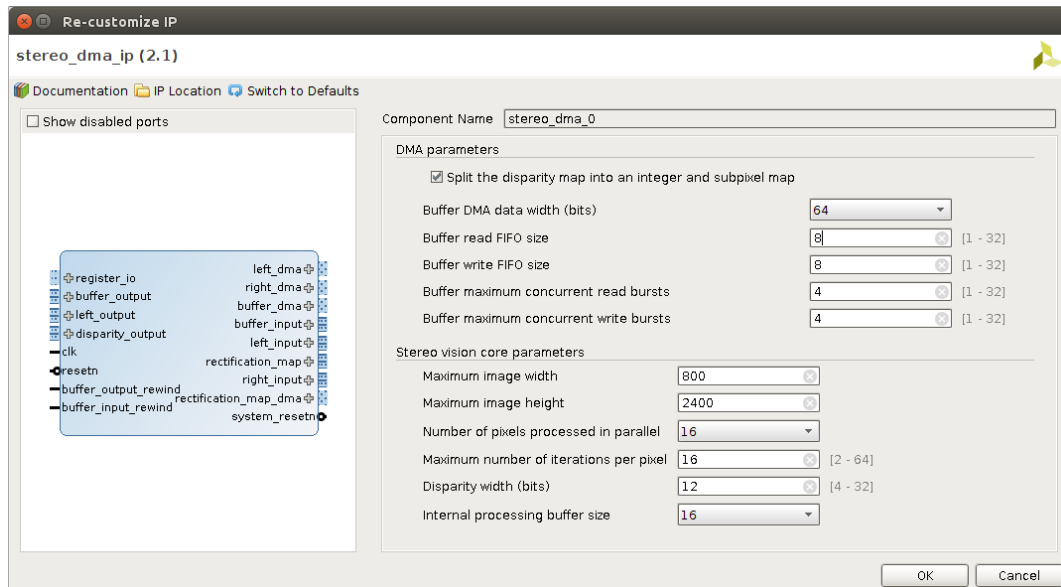 Re-customize IP
stereo_dma_ip (2.1)
Documentation IP Location Switch to Defaults
Show disabled ports
register_io
buffer_output
left_output
disparity_output
clk
resetn
buffer_output_rewind
buffer_input_rewind
left_dma
right_dma
buffer_dma
buffer_input
left_input
rectification_map
right_input
rectification_map_dma
system_resetn
Component Name stereo_dma_0
DMA parameters
Split the disparity map into an integer and subpixel map
Buffer DMA data width (bits) 64
Buffer read FIFO size 8 [1 - 32]
Buffer write FIFO size 8 [1 - 32]
Buffer maximum concurrent read bursts 4 [1 - 32]
Buffer maximum concurrent write bursts 4 [1 - 32]
Stereo vision core parameters
Maximum image width 800
Maximum image height 2400
Number of pixels processed in parallel 16
Maximum number of iterations per pixel 16 [2 - 64]
Disparity width (bits) 12 [4 - 32]
Internal processing buffer size 16
OK Cancel